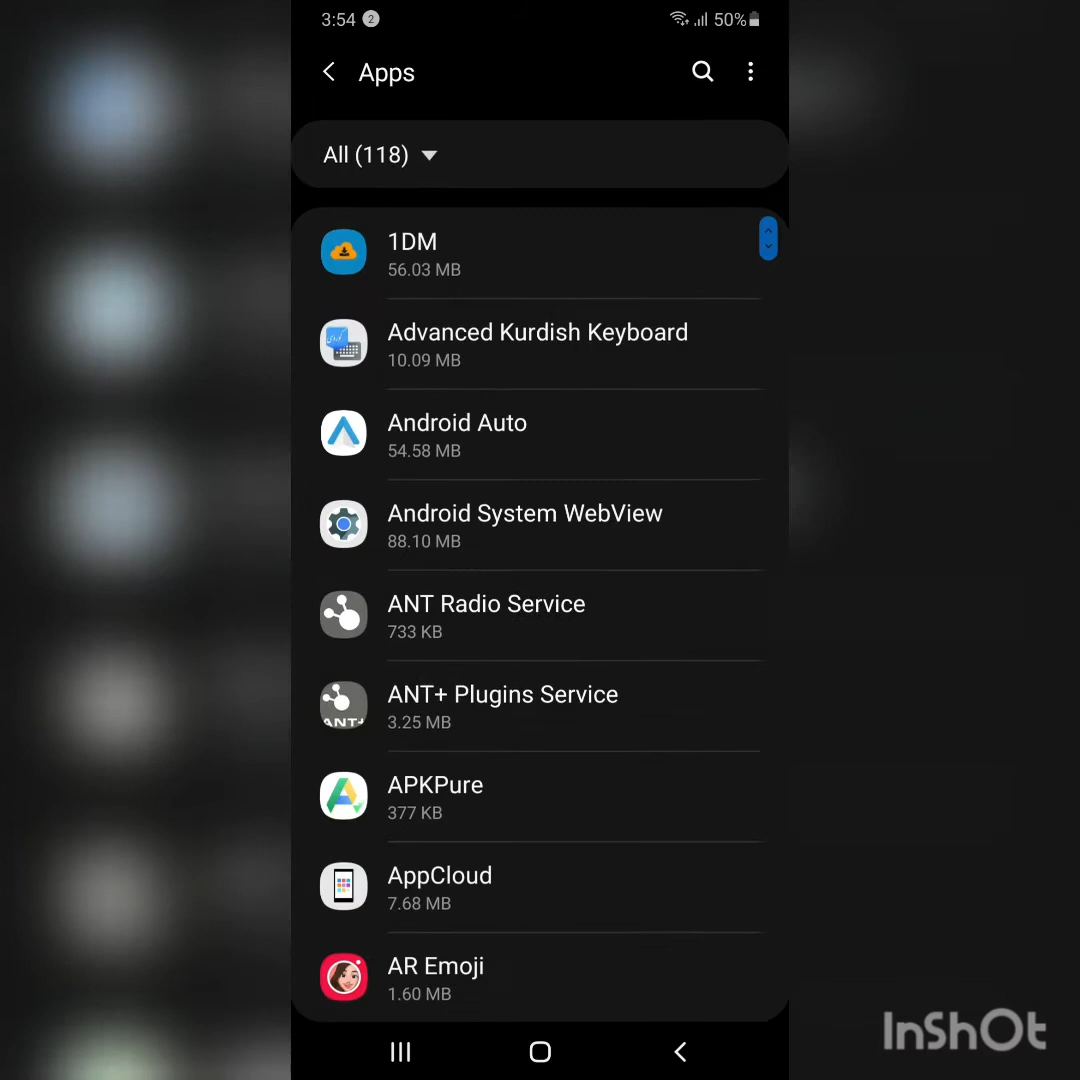 3:54 2 50%
Apps
All (118)
1DM
56.03 MB
Advanced Kurdish Keyboard
10.09 MB
Android Auto
54.58 MB
Android System WebView
88.10 MB
ANT Radio Service
733 KB
ANT+ Plugins Service
ANT+
3.25 MB
APKPure
377 KB
AppCloud
7.68 MB
AR Emoji
1.60 MB
InShOt